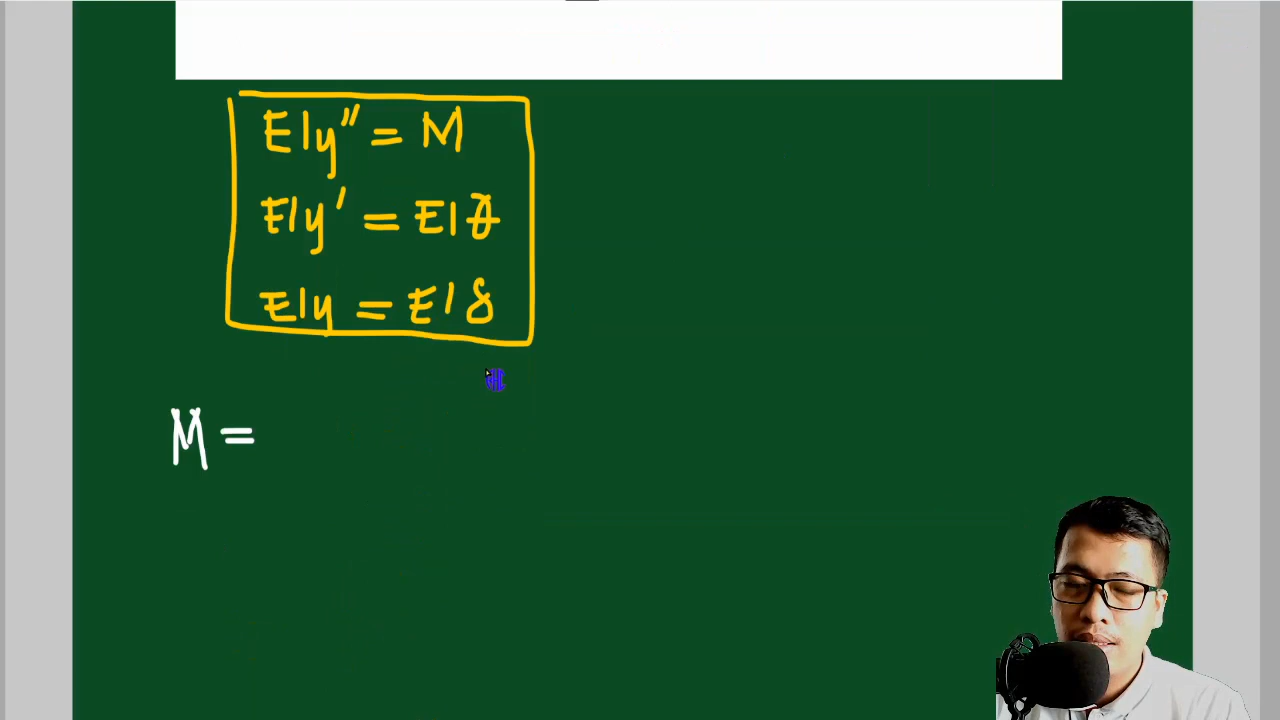 EIy" = M
EIy' = EIθ
EIy = EIδ
M =